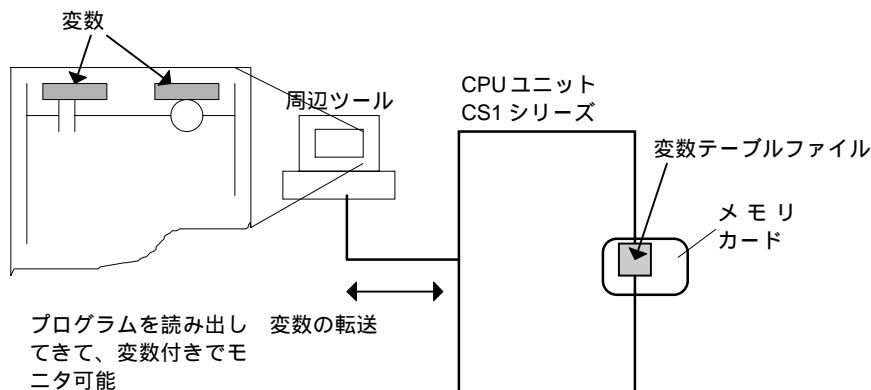 変数
周辺ツール
CPUユニット
CS1シリーズ
変数テーブルファイル
メモリ
カード
プログラムを読み出し
てきて、変数付きでモ
ニタ可能
変数の転送